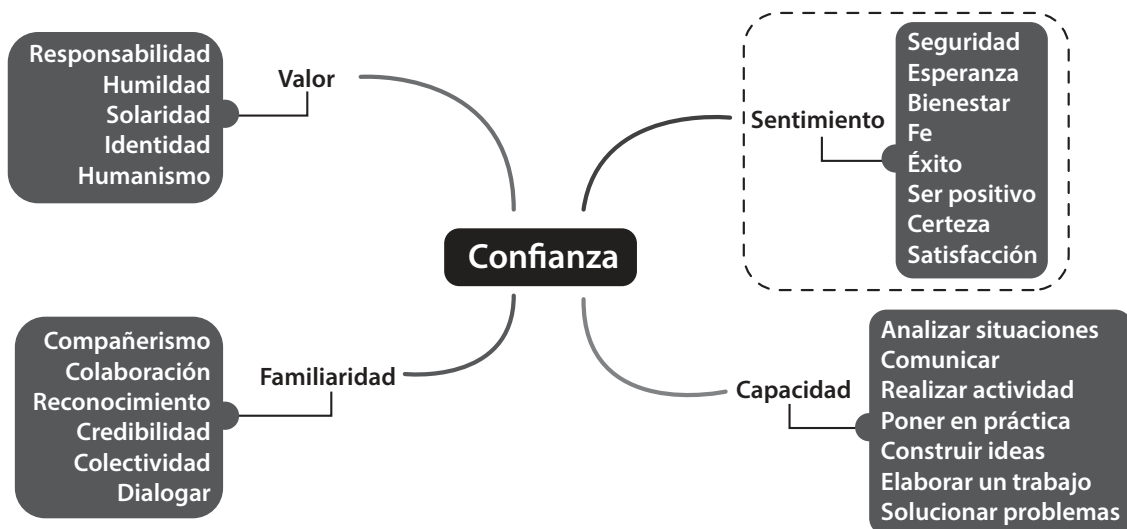 Responsabilidad
Humildad
Solaridad
Identidad
Humanismo
Valor
Sentimiento
Seguridad
Esperanza
Bienestar
Fe
Éxito
Ser positivo
Certeza
Satisfacción
Confianza
Compañerismo
Colaboración
Reconocimiento
Credibilidad
Colectividad
Dialogar
Familiaridad
Capacidad
Analizar situaciones
Comunicar
Realizar actividad
Poner en práctica
Construir ideas
Elaborar un trabajo
Solucionar problemas